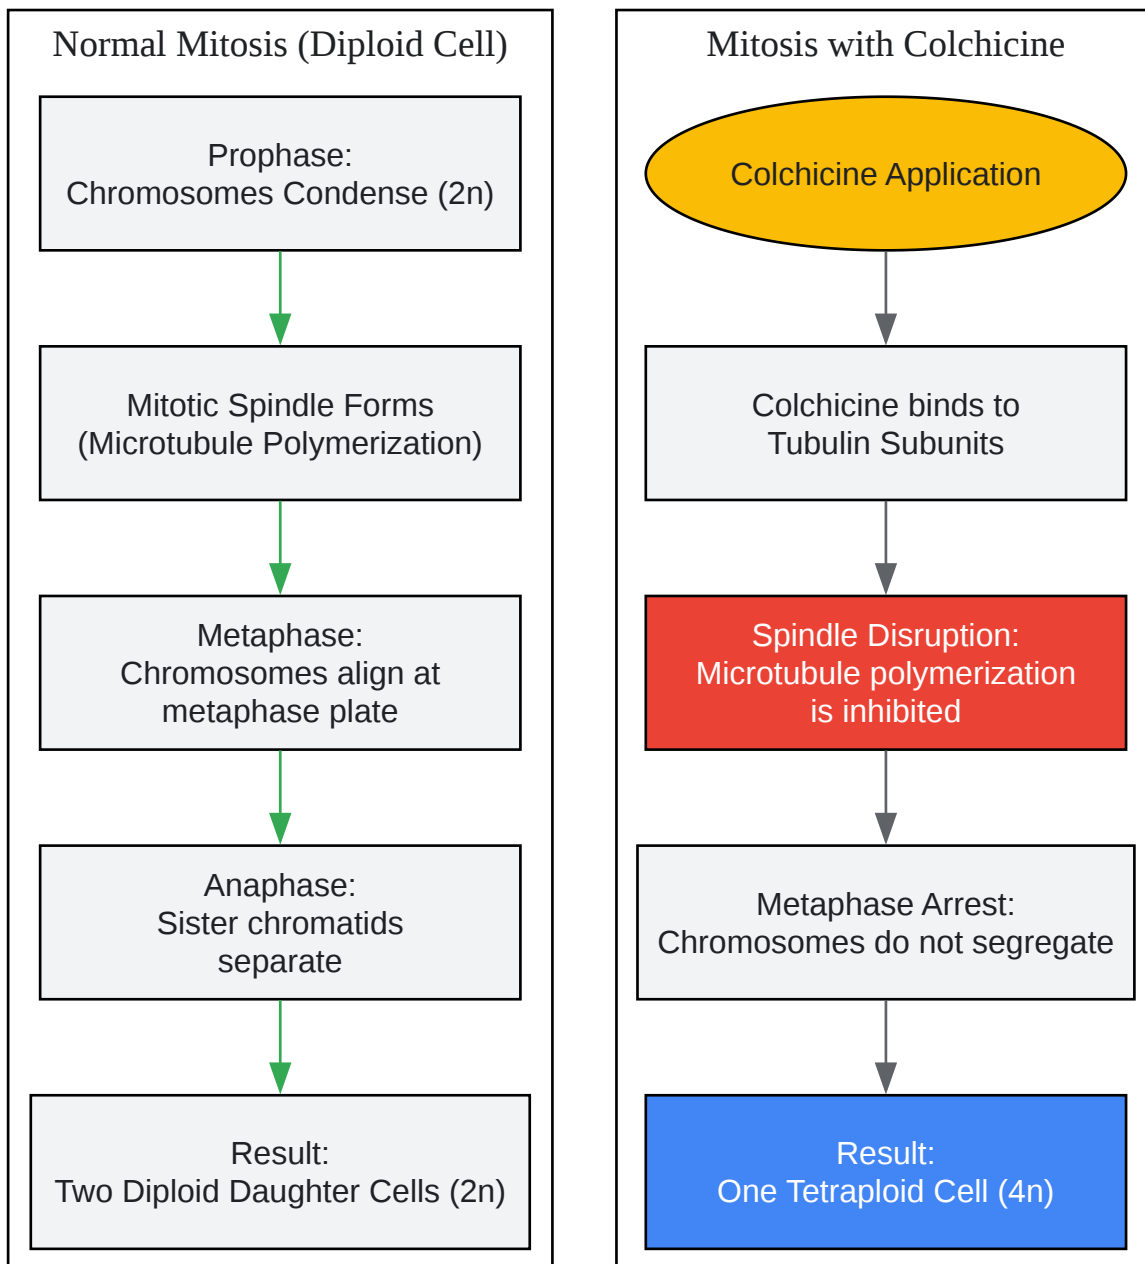 Normal Mitosis (Diploid Cell)
Prophase:
Chromosomes Condense (2n)
Mitotic Spindle Forms
(Microtubule Polymerization)
Metaphase:
Chromosomes align at
metaphase plate
Anaphase:
Sister chromatids
separate
Result:
Two Diploid Daughter Cells (2n)
Mitosis with Colchicine
Colchicine Application
Colchicine binds to
Tubulin Subunits
Spindle Disruption:
Microtubule polymerization
is inhibited
Metaphase Arrest:
Chromosomes do not segregate
Result:
One Tetraploid Cell (4n)